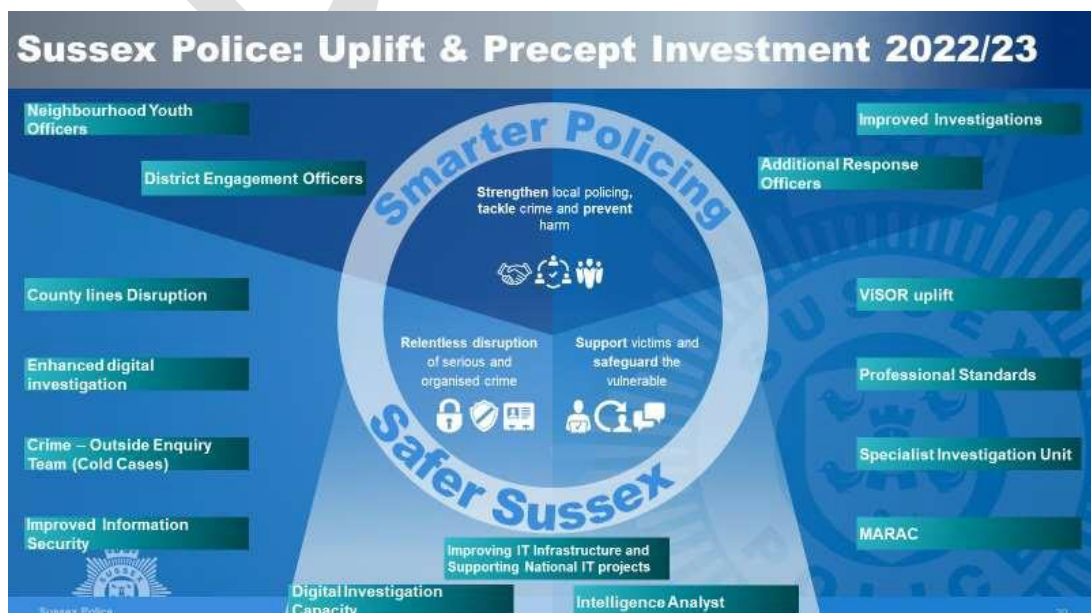 Sussex Police: Uplift & Precept Investment 2022/23
Neighbourhood Youth
Officers
District Engagement Officers
Improved Investigations
Additional Response
Officers
Smarter Policing
Strengthen local policing,
tackle crime and prevent
harm
County lines Disruption
Enhanced digital
investigation
Crime – Outside Enquiry
Team (Cold Cases)
Improved Information
Security
Relentless disruption
of serious and
organised crime
Support victims and
safeguard the
vulnerable
ViSOR uplift
Professional Standards
Specialist Investigation Unit
MARAC
Safer Sussex
Improving IT Infrastructure and
Supporting National IT projects
Digital Investigation
Capacity
Intelligence Analyst
SUSSEX
POLICE
SUSSEX
Sussex Police